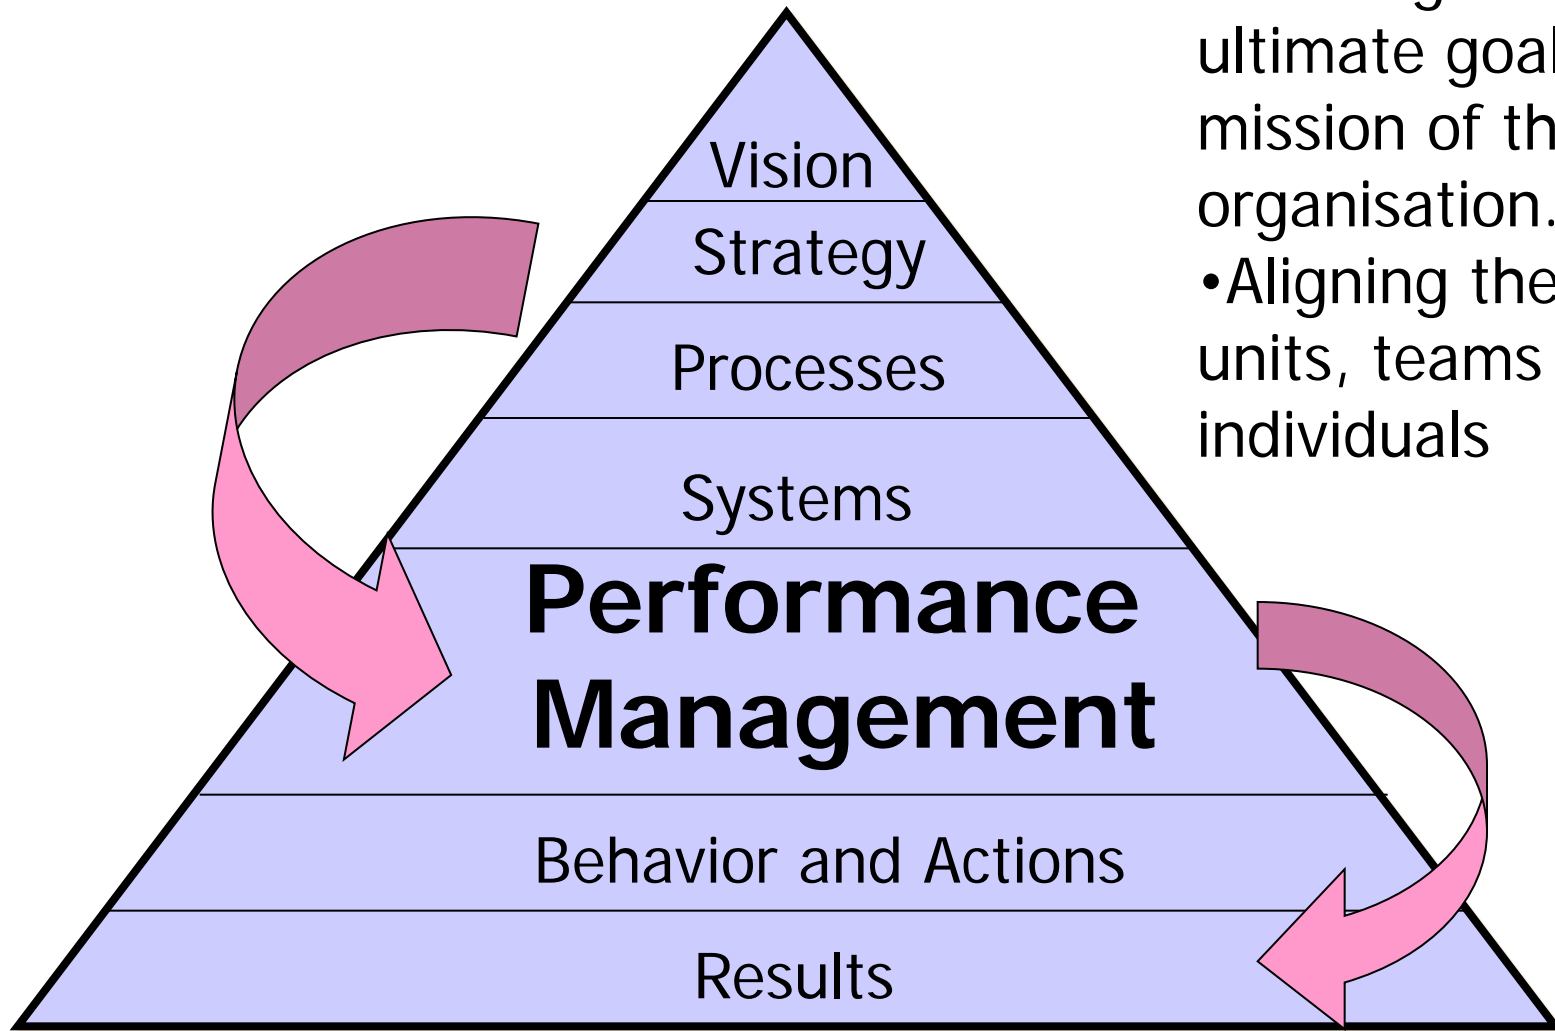 Vision
Strategy
Processes
Systems
Performance
Management
Behavior and Actions
Results
ultimate goal
mission of th
organisation.
•Aligning the
units, teams
individuals